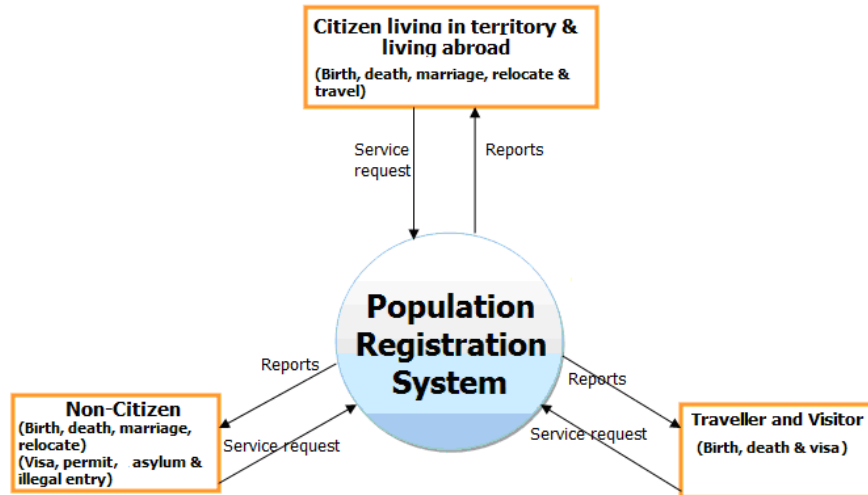 Citizen living in territory &
living abroad
(Birth, death, marriage, relocate &
travel)
Service
request
Reports
Population
Registration
System
Reports
Service request
Non-Citizen
(Birth, death, marriage,
relocate)
(Visa, permit, asylum &
illegal entry)
Reports
Service request
Traveller and Visitor
(Birth, death & visa)